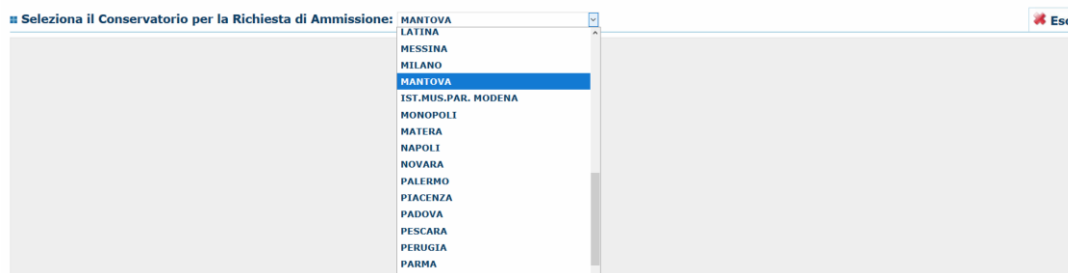 Seleziona il Conservatorio per la Richiesta di Ammissione: MANTOVA
LATINA
MESSINA
MILANO
MANTOVA
IST.MUS.PAR. MODENA
MONOPOLI
MATERA
NAPOLI
NOVARA
PALERMO
PIACENZA
PADOVA
PESCARA
PERUGIA
PARMA